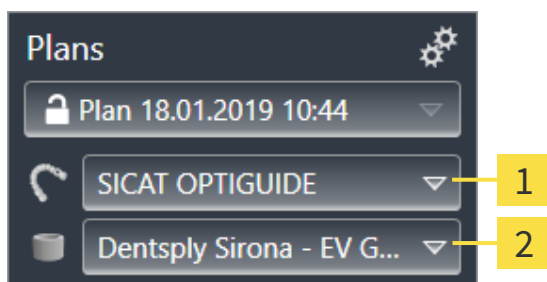 Plans
Plan 18.01.2019 10:44
SICAT OPTIGUIDE
1
Dentsply Sirona - EV G...
2